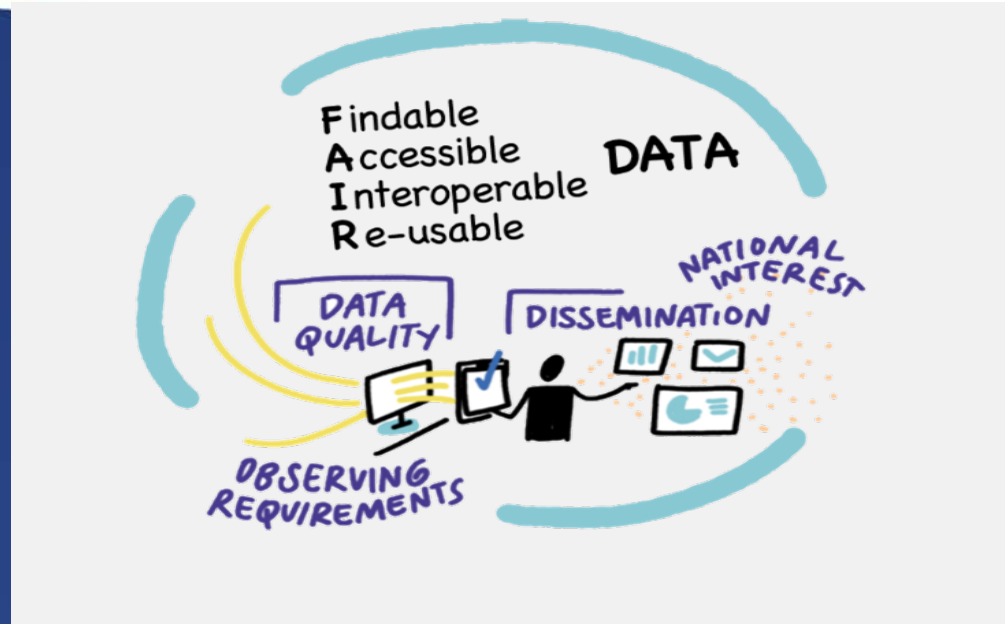 Findable
Accessible
Interoperable
Re-usable
DATA
NATIONAL
INTEREST
DATA
QUALITY
DISSEMINATION
OBSERVING
REQUIREMENTS